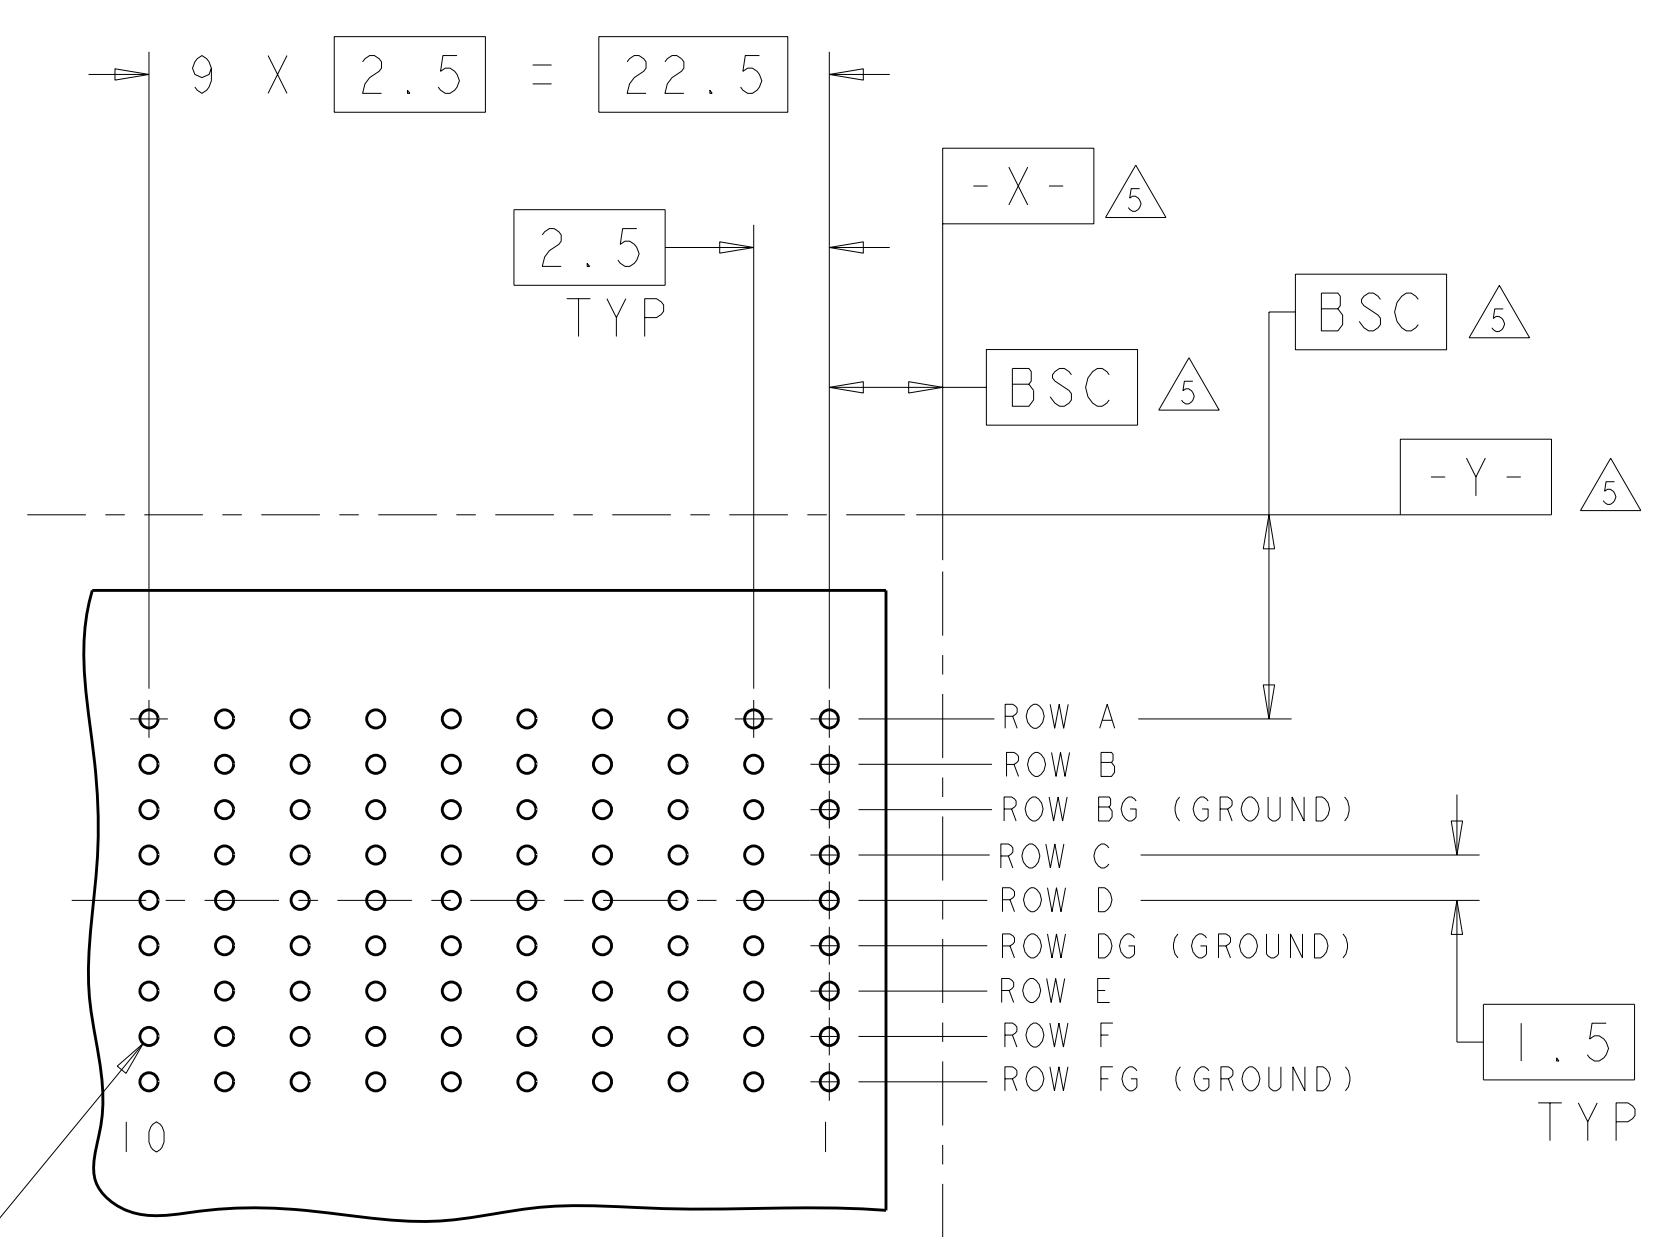 9 X 2.5 = 22.5
-X- 5
2.5
TYP
BSC 5
BSC 5
-Y- 5
ROW A
ROW B
ROW BG (GROUND)
ROW C
ROW D
ROW DG (GROUND)
ROW E
ROW F
1.5
ROW FG (GROUND)
TYP
10 1